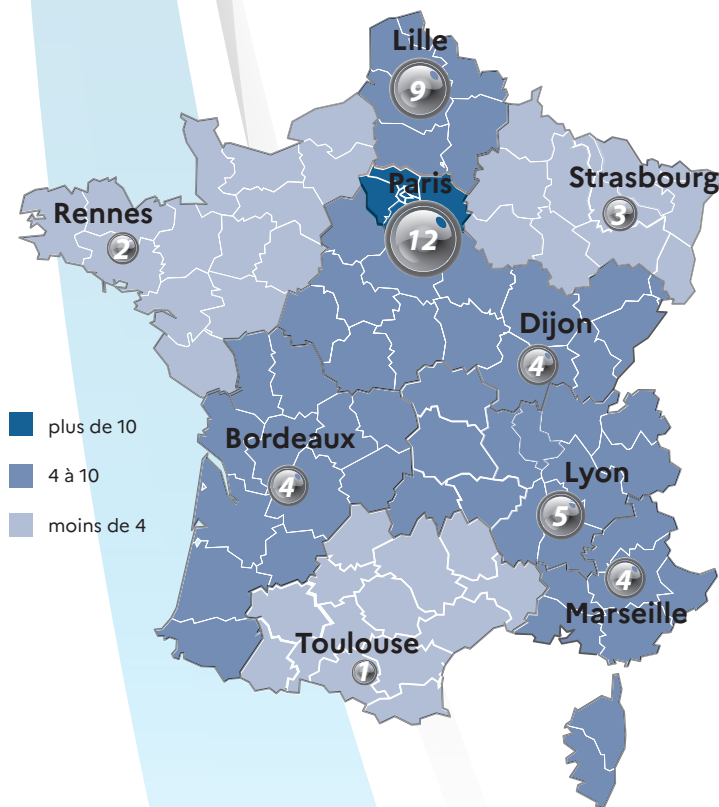 Lille
9
Paris
12
Strasbourg
3
Rennes
2
Dijon
4
plus de 10
4 à 10
moins de 4
Bordeaux
4
Lyon
5
4
Marseille
Toulouse
1